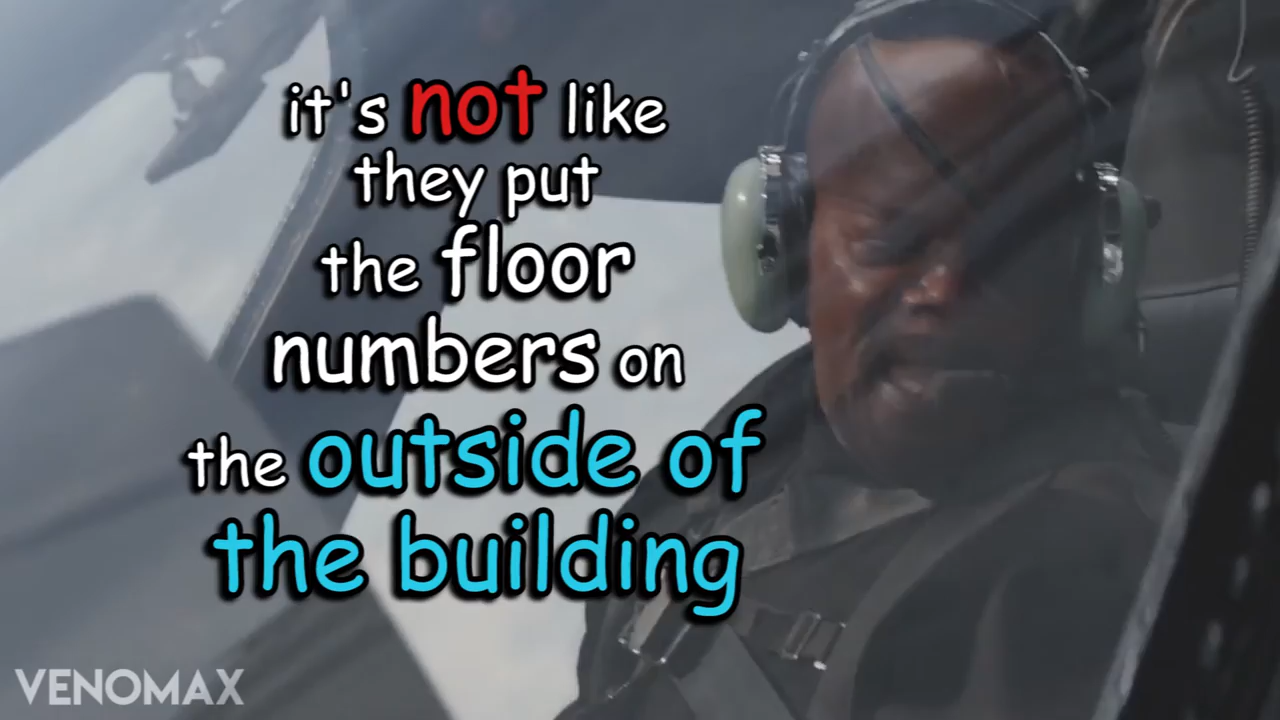 it's not like
they put
the floor
numbers on
the outside of
the building
VENOMAX